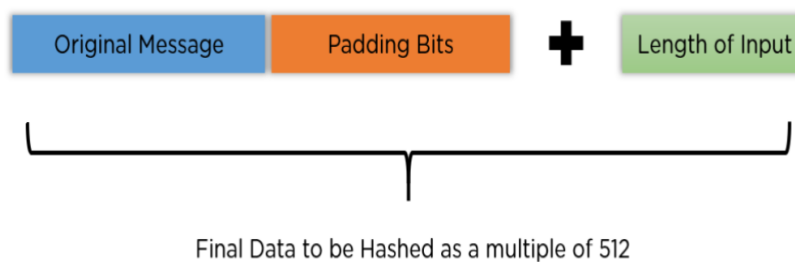 Original Message
Padding Bits
Length of Input
Final Data to be Hashed as a multiple of 512